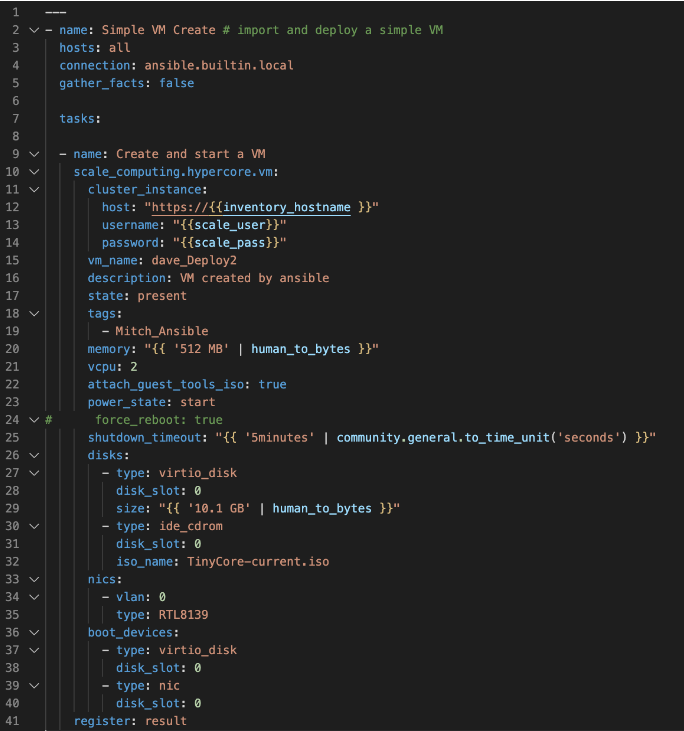 1 ---
2 - name: Simple VM Create # import and deploy a simple VM
3   hosts: all
4   connection: ansible.builtin.local
5   gather_facts: false
6
7   tasks:
8
9   - name: Create and start a VM
10     scale_computing.hypercore.vm:
11       cluster_instance:
12         host: "https://{{inventory_hostname }}"
13         username: "{{scale_user}}"
14         password: "{{scale_pass}}"
15       vm_name: dave_Deploy2
16       description: VM created by ansible
17       state: present
18       tags:
19         - Mitch_Ansible
20       memory: "{{ '512 MB' | human_to_bytes }}"
21       vcpu: 2
22       attach_guest_tools_iso: true
23       power_state: start
24 #      force_reboot: true
25       shutdown_timeout: "{{ '5minutes' | community.general.to_time_unit('seconds') }}"
26       disks:
27         - type: virtio_disk
28           disk_slot: 0
29           size: "{{ '10.1 GB' | human_to_bytes }}"
30         - type: ide_cdrom
31           disk_slot: 0
32           iso_name: TinyCore-current.iso
33       nics:
34         - vlan: 0
35           type: RTL8139
36       boot_devices:
37         - type: virtio_disk
38           disk_slot: 0
39         - type: nic
40           disk_slot: 0
41     register: result